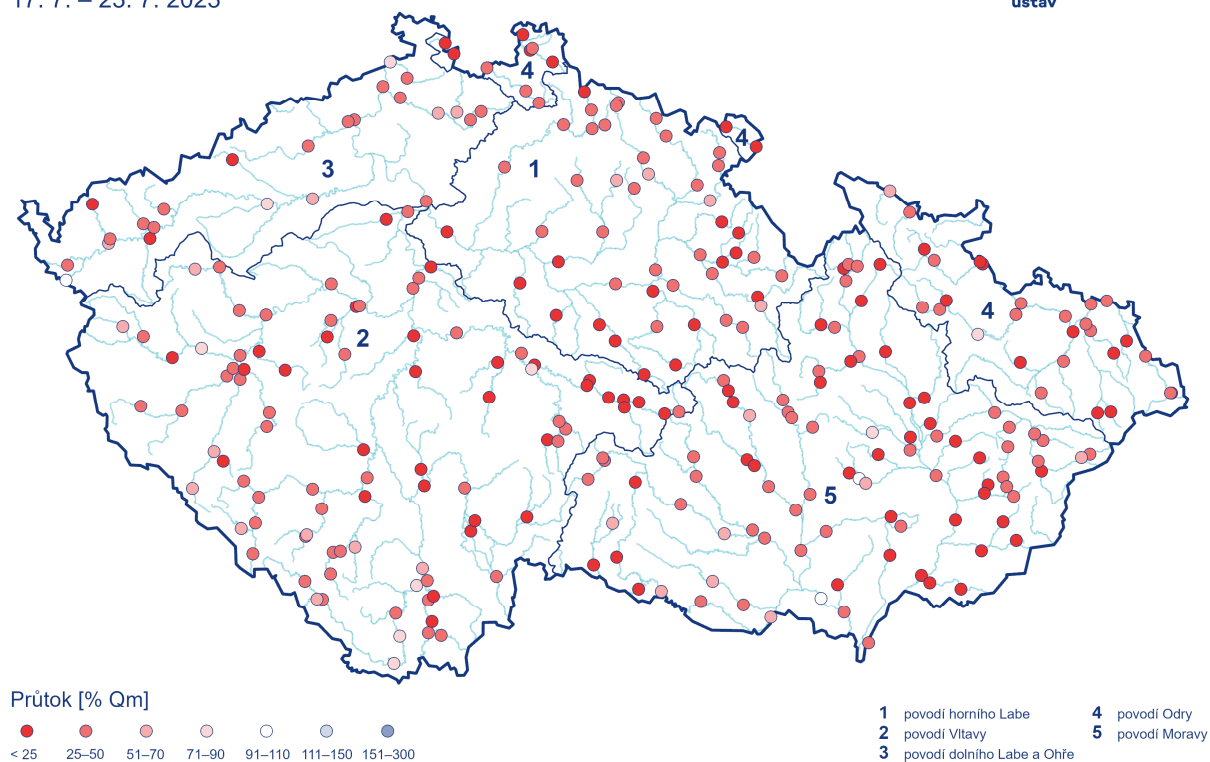 17. 7. – 23. 7. 2023
ústav
4
4
3
1
4
2
5
Průtok [% Qm]
< 25
25–50
51–70
71–90
91–110
111–150
151–300
1 povodí horního Labe
2 povodí Vltavy
3 povodí dolního Labe a Ohře
4 povodí Odry
5 povodí Moravy